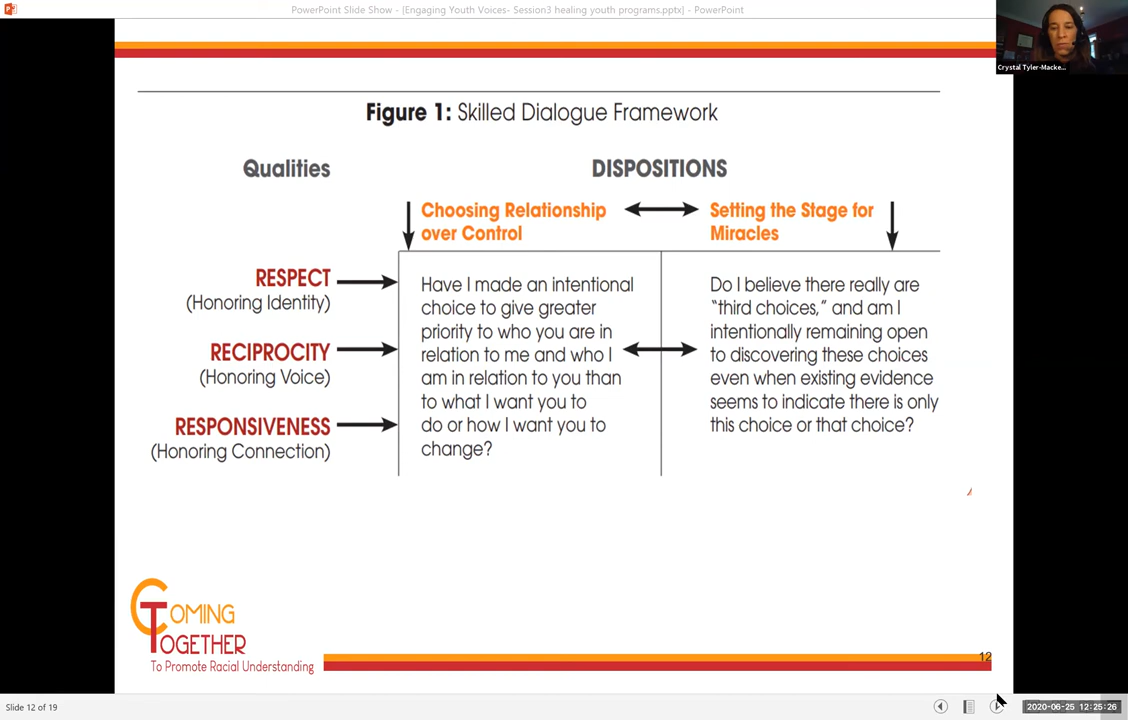 PowerPoint Slide Show - [Engaging Youth Voices- Session3 healing youth programs.pptx] - PowerPoint
Crystal Tyler-Macke...
Figure 1: Skilled Dialogue Framework
Qualities
DISPOSITIONS
Choosing Relationship
over Control
Setting the Stage for
Miracles
RESPECT
(Honoring Identity)
RECIPROCITY
(Honoring Voice)
RESPONSIVENESS
(Honoring Connection)
Have I made an intentional
choice to give greater
priority to who you are in
relation to me and who I
am in relation to you than
to what I want you to
do or how I want you to
change?
Do I believe there really are
“third choices,” and am I
intentionally remaining open
to discovering these choices
even when existing evidence
seems to indicate there is only
this choice or that choice?
COMING
TOGETHER
To Promote Racial Understanding
12
Slide 12 of 19
2020-06-25 12:25:26